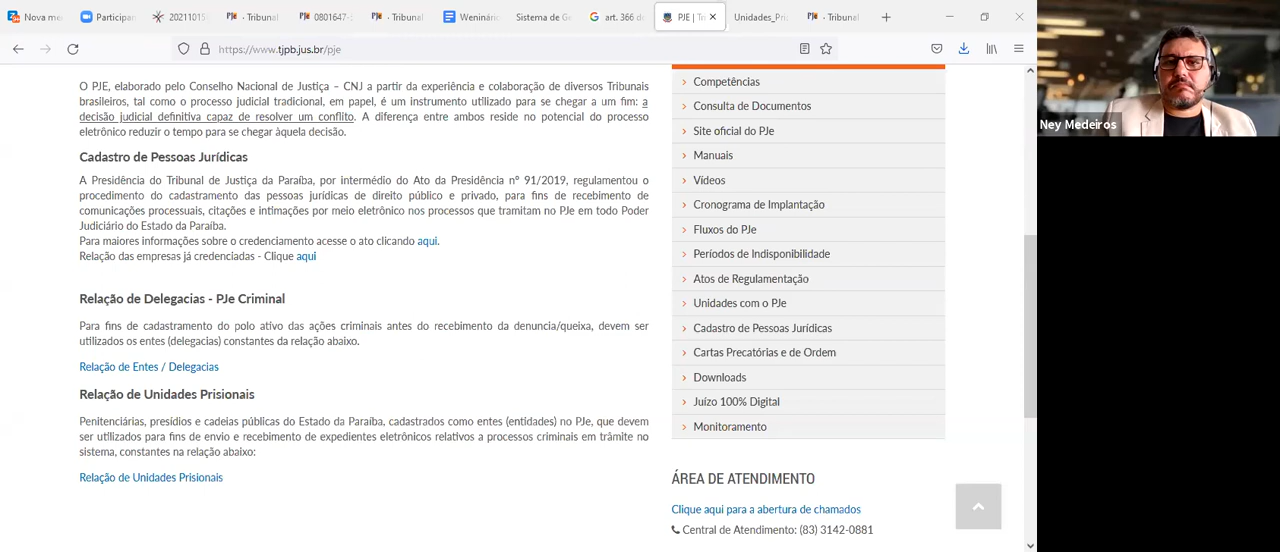 Nova me
Participan
20211015
PJe · Tribunal
PJe 0801647-
PJe · Tribunal
Weninário
Sistema de Ge
art. 366 do
PJE | Tri
Unidades_Pri
PJe · Tribunal
https://www.tjpb.jus.br/pje
O PJE, elaborado pelo Conselho Nacional de Justiça – CNJ a partir da experiência e colaboração de diversos Tribunais
brasileiros, tal como o processo judicial tradicional, em papel, é um instrumento utilizado para se chegar a um fim: a
decisão judicial definitiva capaz de resolver um conflito. A diferença entre ambos reside no potencial do processo
eletrônico reduzir o tempo para se chegar àquela decisão.
Cadastro de Pessoas Jurídicas
A Presidência do Tribunal de Justiça da Paraíba, por intermédio do Ato da Presidência nº 91/2019, regulamentou o
procedimento do cadastramento das pessoas jurídicas de direito público e privado, para fins de recebimento de
comunicações processuais, citações e intimações por meio eletrônico nos processos que tramitam no PJe em todo Poder
Judiciário do Estado da Paraíba.
Para maiores informações sobre o credenciamento acesse o ato clicando aqui.
Relação das empresas já credenciadas - Clique aqui
Relação de Delegacias - PJe Criminal
Para fins de cadastramento do polo ativo das ações criminais antes do recebimento da denuncia/queixa, devem ser
utilizados os entes (delegacias) constantes da relação abaixo.
Relação de Entes / Delegacias
Relação de Unidades Prisionais
Penitenciárias, presídios e cadeias públicas do Estado da Paraíba, cadastrados como entes (entidades) no PJe, que devem
ser utilizados para fins de envio e recebimento de expedientes eletrônicos relativos a processos criminais em trâmite no
sistema, constantes na relação abaixo:
Relação de Unidades Prisionais
Competências
Consulta de Documentos
Site oficial do PJe
Manuais
Vídeos
Cronograma de Implantação
Fluxos do PJe
Períodos de Indisponibilidade
Atos de Regulamentação
Unidades com o PJe
Cadastro de Pessoas Jurídicas
Cartas Precatórias e de Ordem
Downloads
Juízo 100% Digital
Monitoramento
ÁREA DE ATENDIMENTO
Clique aqui para a abertura de chamados
Central de Atendimento: (83) 3142-0881
Ney Medeiros